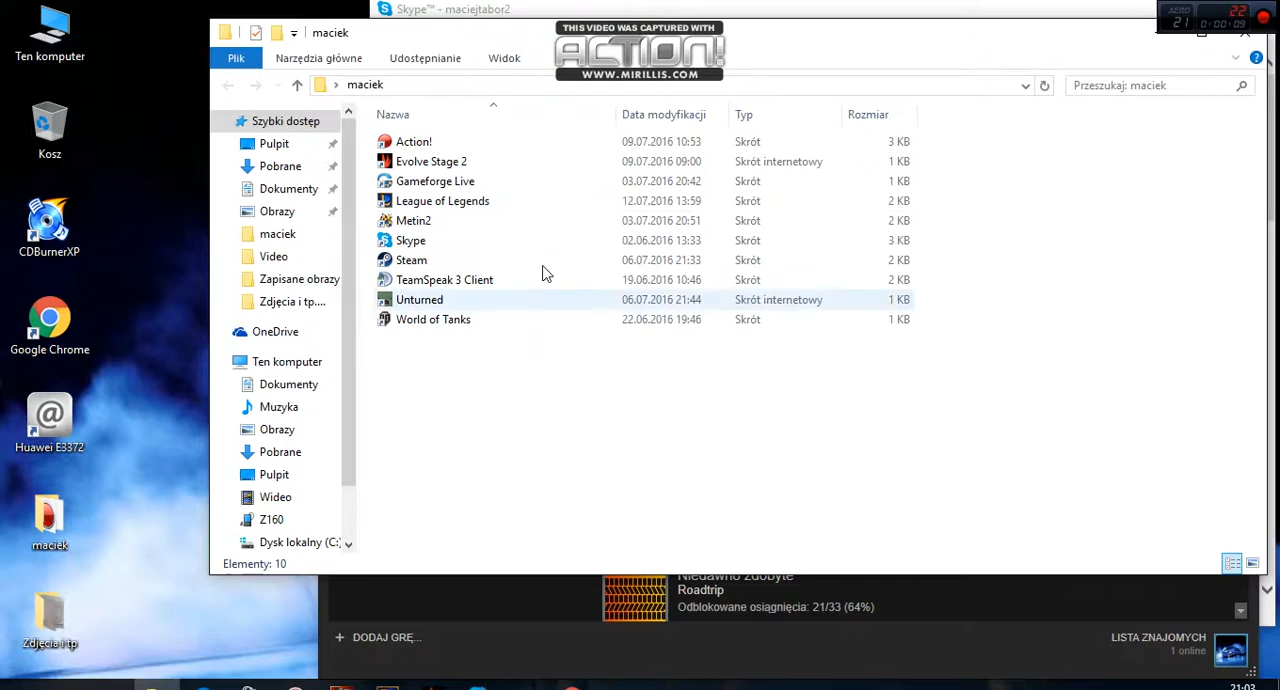 Skype™ - maciejtabor2
AERO
21
22
0:00:09
THIS VIDEO WAS CAPTURED WITH
ACTION!
WWW.MIRILLIS.COM
maciek
Plik
Narzędzia główne
Udostępnianie
Widok
maciek
Przeszukaj: maciek
Nazwa
Data modyfikacji
Typ
Rozmiar
Action! 09.07.2016 10:53 Skrót 3 KB
Evolve Stage 2 09.07.2016 09:00 Skrót internetowy 1 KB
Gameforge Live 03.07.2016 20:42 Skrót 1 KB
League of Legends 12.07.2016 13:59 Skrót 2 KB
Metin2 03.07.2016 20:51 Skrót 2 KB
Skype 02.06.2016 13:33 Skrót 3 KB
Steam 06.07.2016 21:33 Skrót 2 KB
TeamSpeak 3 Client 19.06.2016 10:46 Skrót 2 KB
Unturned 06.07.2016 21:44 Skrót internetowy 1 KB
World of Tanks 22.06.2016 19:46 Skrót 1 KB
Szybki dostęp
Pulpit
Pobrane
Dokumenty
Obrazy
maciek
Video
Zapisane obrazy
Zdjęcia i tp....
OneDrive
Ten komputer
Dokumenty
Muzyka
Obrazy
Pobrane
Pulpit
Wideo
Z160
Dysk lokalny (C:)
Elementy: 10
Ten komputer
Kosz
CDBurnerXP
Google Chrome
Huawei E3372
maciek
Zdjęcia i tp
Niedawno zdobyte
Roadtrip
Odblokowane osiągnięcia: 21/33 (64%)
+ DODAJ GRĘ...
LISTA ZNAJOMYCH
1 online
21:03